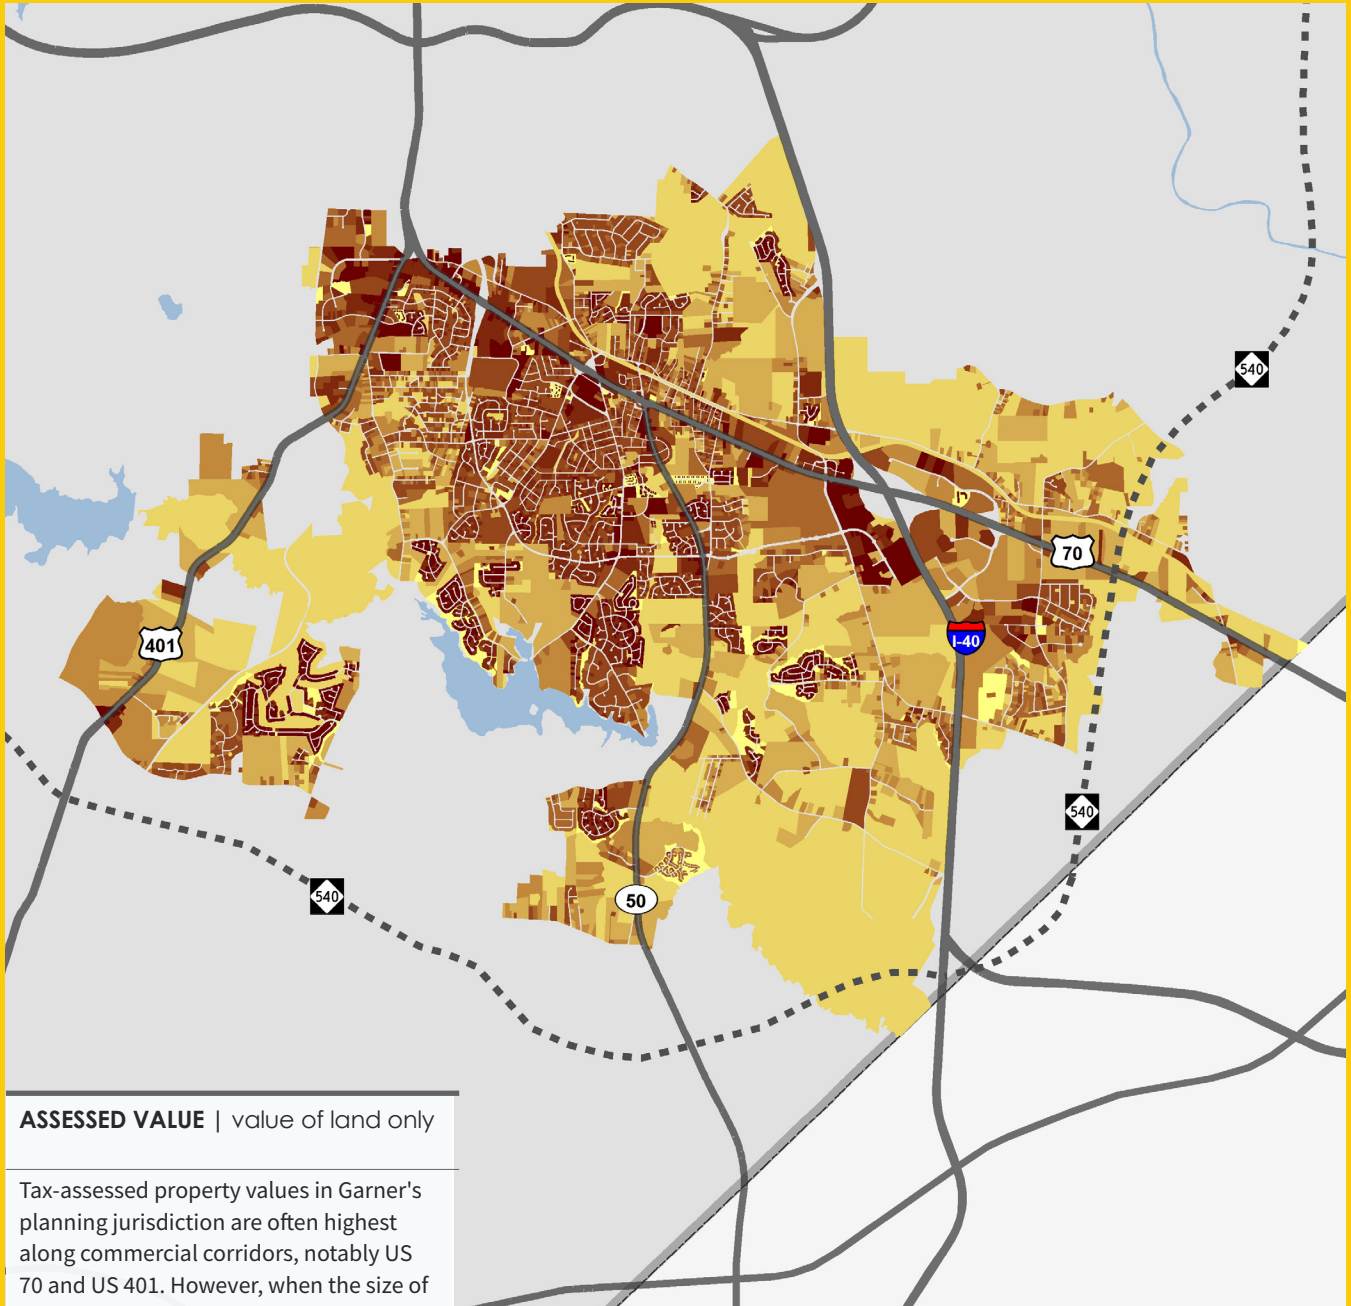 540
70
I-40
401
540
540
50
ASSESSED VALUE | value of land only
Tax-assessed property values in Garner's
planning jurisdiction are often highest
along commercial corridors, notably US
70 and US 401. However, when the size of